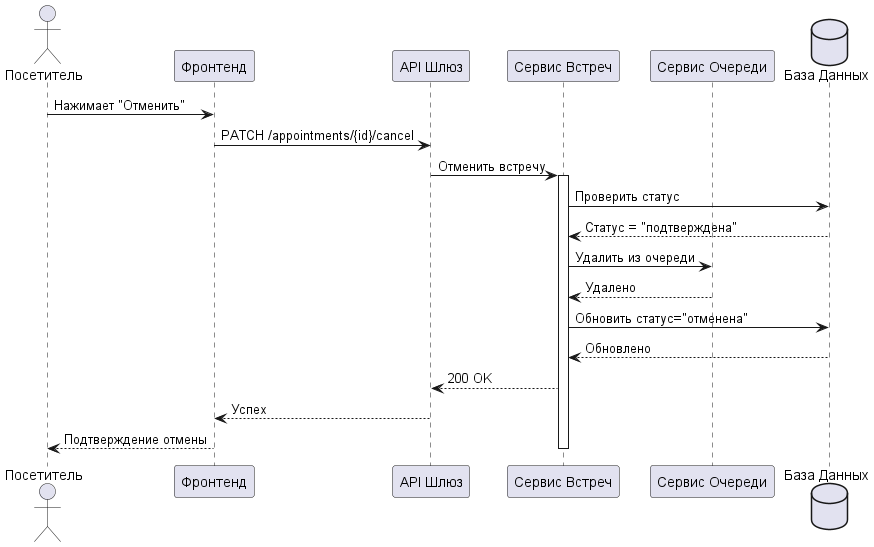 Посетитель
Фронтенд
API Шлюз
Сервис Встреч
Сервис Очереди
База Данных
Нажимает "Отменить"
PATCH /appointments/{id}/cancel
Отменить встречу
Проверить статус
Статус = "подтверждена"
Удалить из очереди
Удалено
Обновить статус="отменена"
Обновлено
200 OK
Успех
Подтверждение отмены
Посетитель
Фронтенд
API Шлюз
Сервис Встреч
Сервис Очереди
База Данных